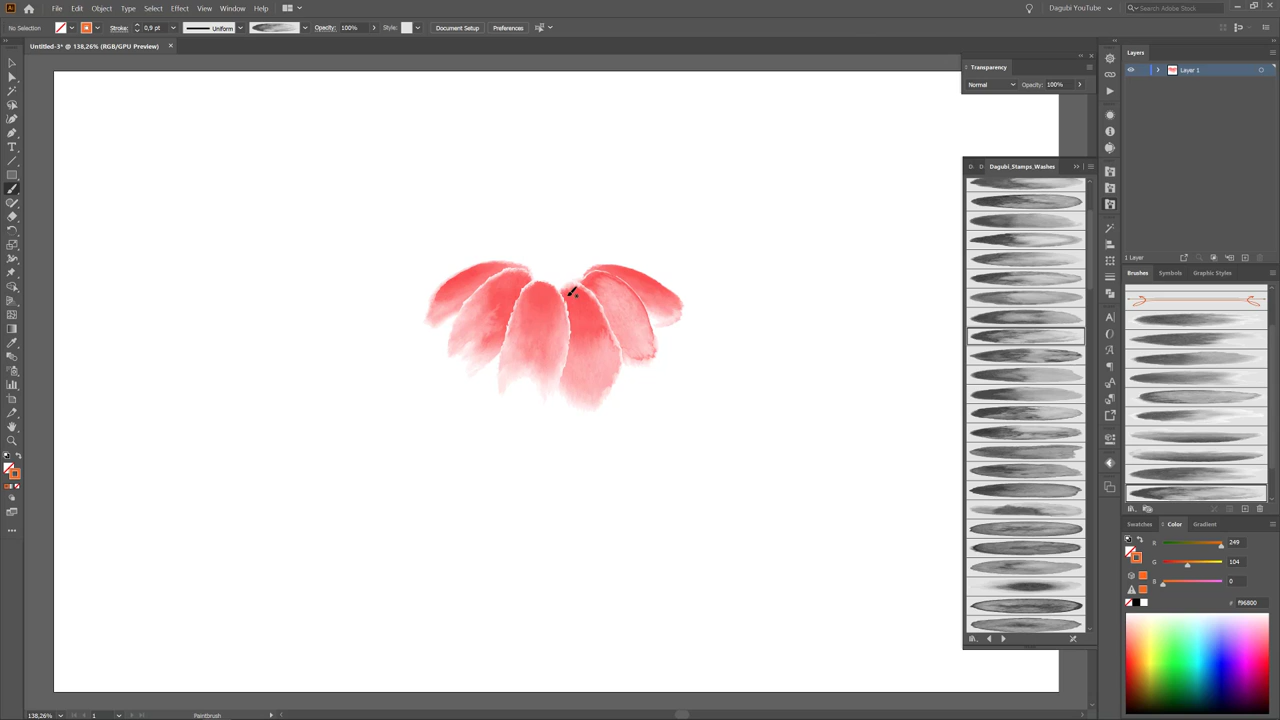 File Edit Object Type Select Effect View Window Help
Dagubi YouTube
Search Adobe Stock
No Selection
Stroke:
0,9 pt
Uniform
Opacity:
100%
Style:
Document Setup
Preferences
Untitled-3* @ 138,26% (RGB/GPU Preview)
Transparency
Normal
Opacity: 100%
D D Dagubi_Stamps_Washes
Layers
Layer 1
1 Layer
Brushes Symbols Graphic Styles
Swatches Color Gradient
R 249
G 104
B 0
# f96800
138,26%
1
Paintbrush